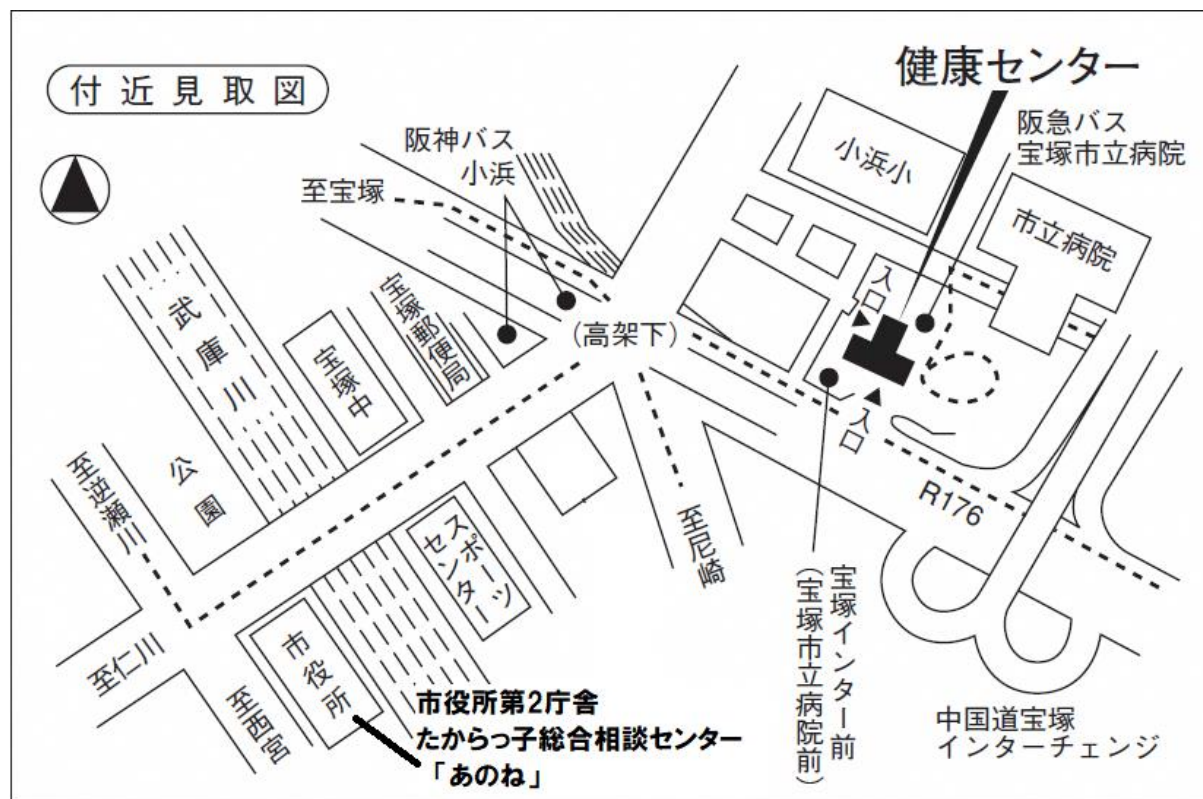 付近見取図
健康センター
阪神バス
小浜
阪急バス
宝塚市立病院
至宝塚
小浜小
市立病院
入口
武庫川
宝塚中
宝塚郵便局
(高架下)
入口
至逆瀬川
公園
R176
スポーツ
センター
至尼崎
宝塚インター前
(宝塚市立病院前)
至仁川
市役所
至西宮
市役所第2庁舎
たからっ子総合相談センター
「あのね」
中国道宝塚
インターチェンジ